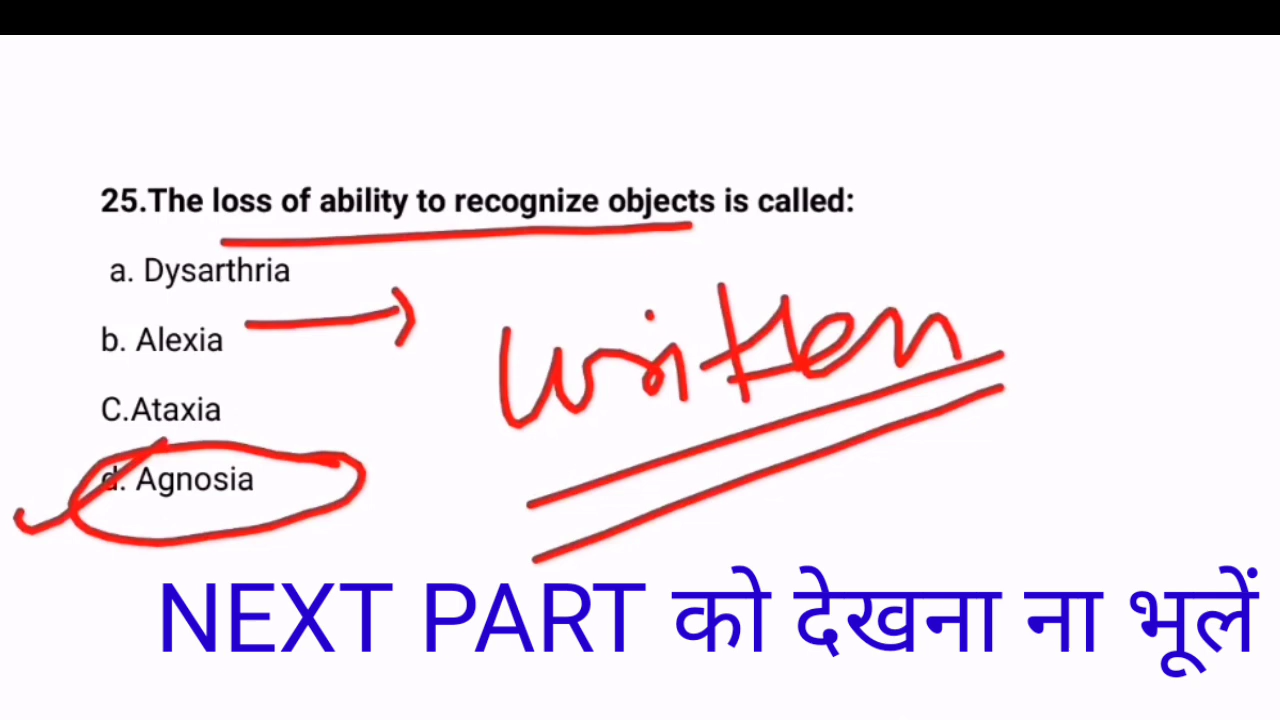 25.The loss of ability to recognize objects is called:
a. Dysarthria
b. Alexia
written
C.Ataxia
d. Agnosia
NEXT PART को देखना ना भूलें